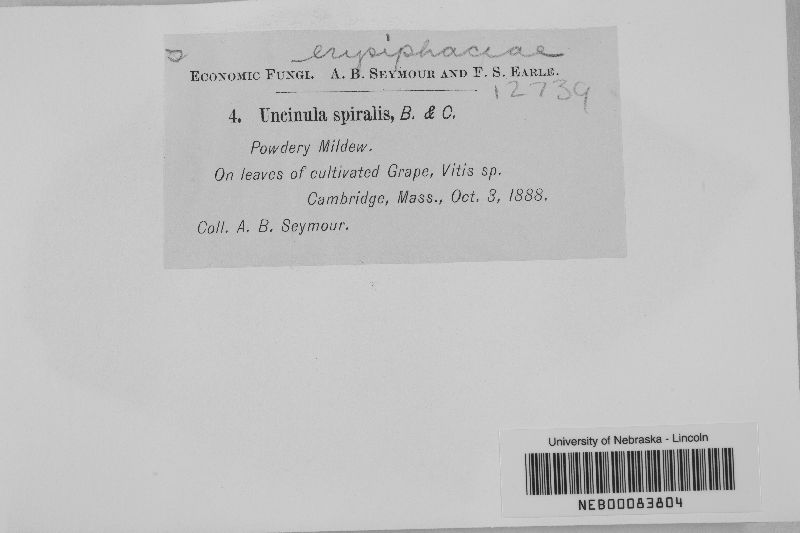 erysiphaceae
ECONOMIC FUNGI. A. B. SEYMOUR AND F. S. EARLE.
12739
4. Uncinula spiralis, B. & C.
Powdery Mildew.
On leaves of cultivated Grape, Vitis sp.
Cambridge, Mass., Oct. 3, 1888.
Coll. A. B. Seymour.
University of Nebraska - Lincoln
NEB00083804